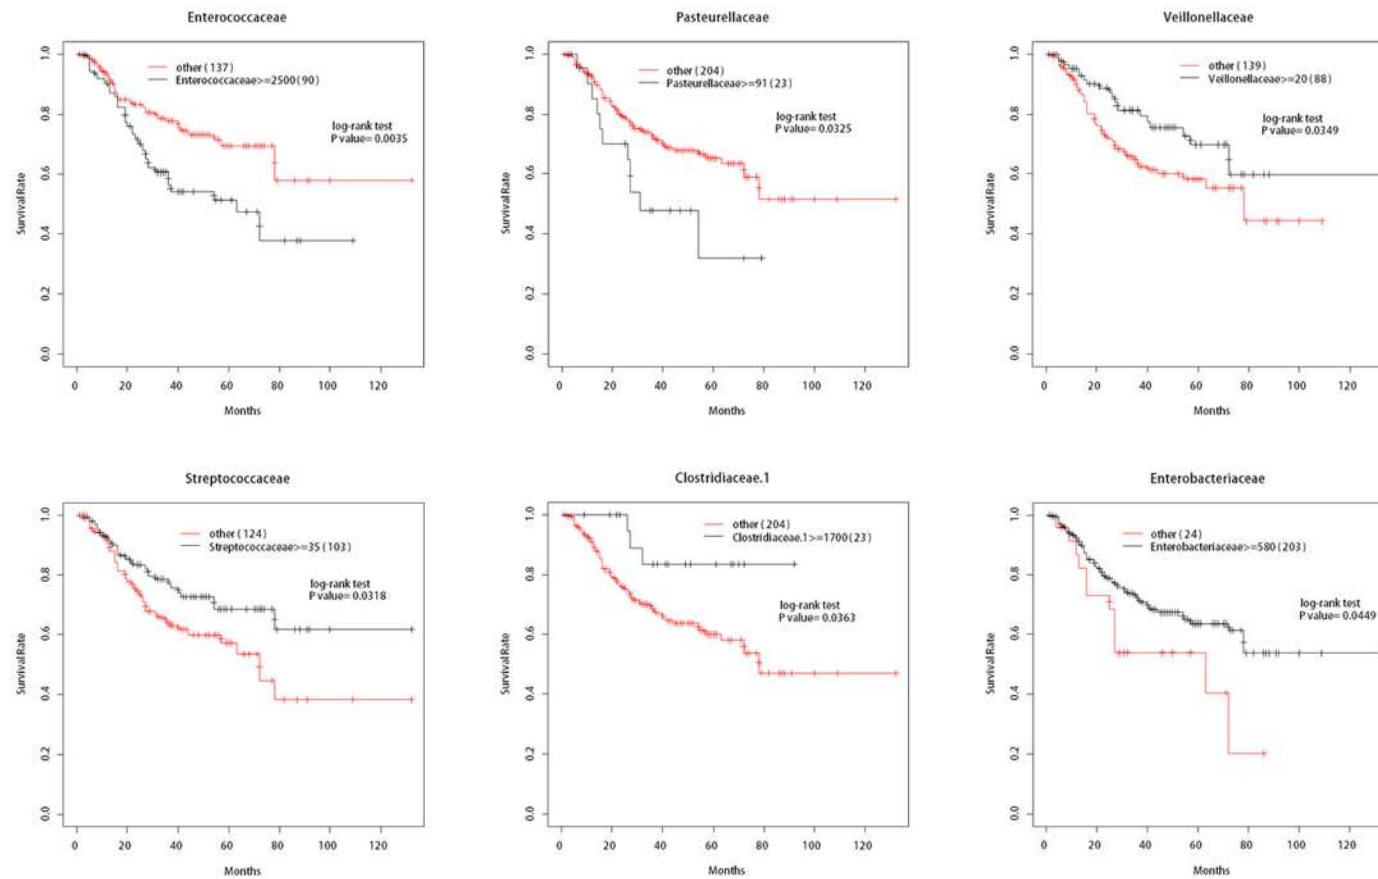 Enterococcaceae
other (137)
Enterococcaceae>=2500(90)
log-rank test
P value= 0.0035
Survival Rate
1.0
0.8
0.6
0.4
0.2
0.0
0 20 40 60 80 100 120
Months
Pasteurellaceae
other (204)
Pasteurellaceae>=91(23)
log-rank test
P value= 0.0325
Survival Rate
1.0
0.8
0.6
0.4
0.2
0.0
0 20 40 60 80 100 120
Months
Veillonellaceae
other (139)
Veillonellaceae>=20(88)
log-rank test
P value= 0.0349
Survival Rate
1.0
0.8
0.6
0.4
0.2
0.0
0 20 40 60 80 100 120
Months
Streptococcaceae
other (124)
Streptococcaceae>=35(103)
log-rank test
P value= 0.0318
Survival Rate
1.0
0.8
0.6
0.4
0.2
0.0
0 20 40 60 80 100 120
Months
Clostridiaceae.1
other (204)
Clostridiaceae.1>=1700(23)
log-rank test
P value= 0.0363
Survival Rate
1.0
0.8
0.6
0.4
0.2
0.0
0 20 40 60 80 100 120
Months
Enterobacteriaceae
other (24)
Enterobacteriaceae>=580(203)
log-rank test
P value= 0.0449
Survival Rate
1.0
0.8
0.6
0.4
0.2
0.0
0 20 40 60 80 100 120
Months